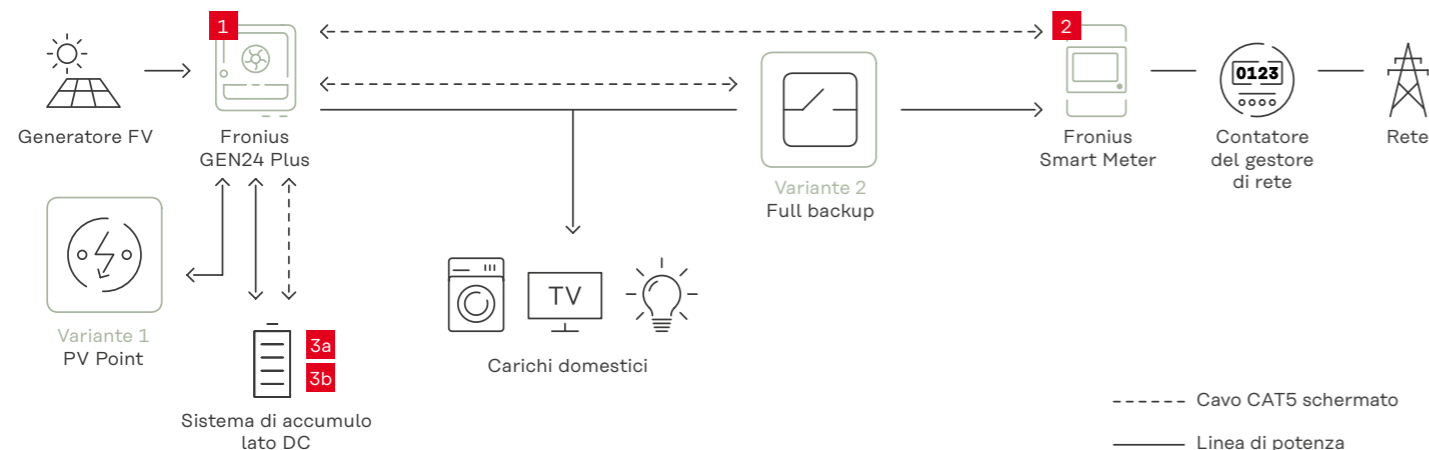 1
2
0123
Generatore FV
Fronius
GEN24 Plus
Variante 2
Full backup
Fronius
Smart Meter
Contatore
del gestore
di rete
Rete
Variante 1
PV Point
TV
3a
3b
Carichi domestici
Sistema di accumulo
lato DC
Cavo CAT5 schermato
Linea di potenza